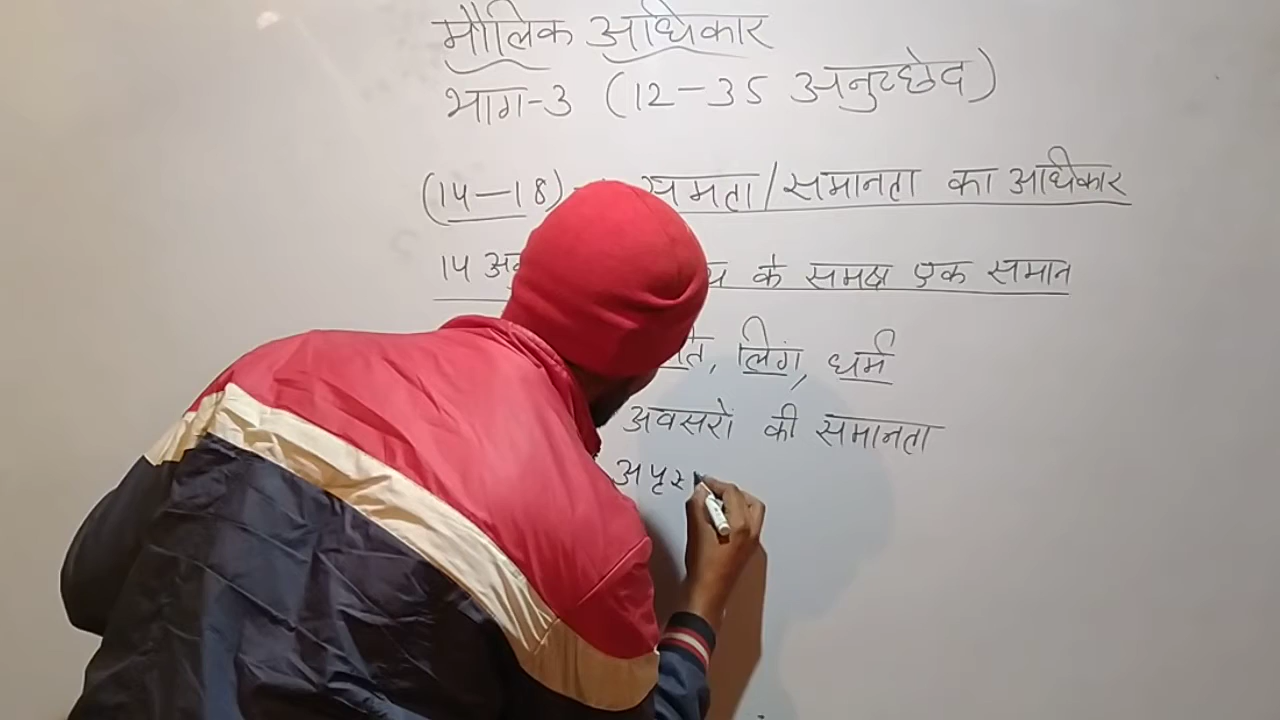 मौलिक अधिकार
भाग-3 (12-35 अनुच्छेद)
(14-18) समता/समानता का अधिकार
14 के समक्ष एक समान
लिंग, धर्म
अवसरों की समानता